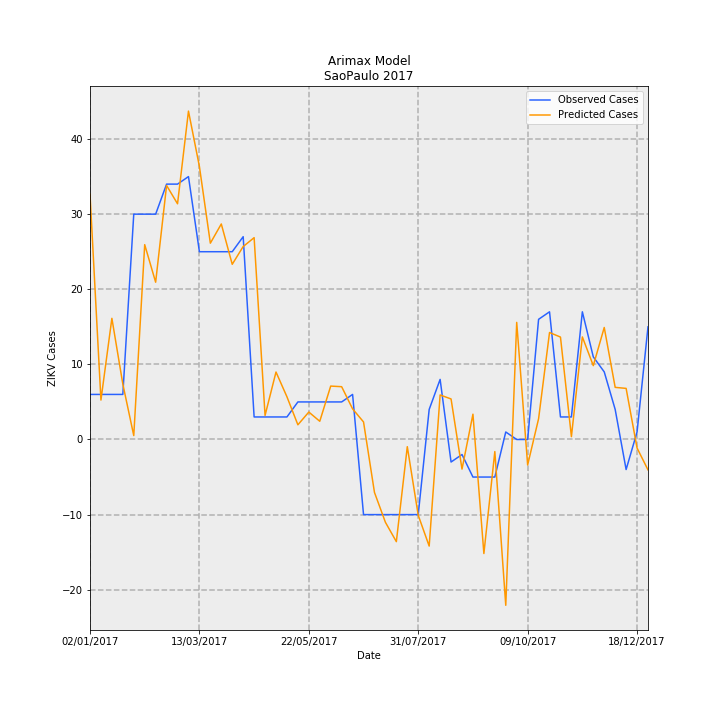 Arimax Model
SaoPaulo 2017
Observed Cases
Predicted Cases
ZIKV Cases
40
30
20
10
0
−10
−20
02/01/2017 13/03/2017 22/05/2017 31/07/2017 09/10/2017 18/12/2017
Date